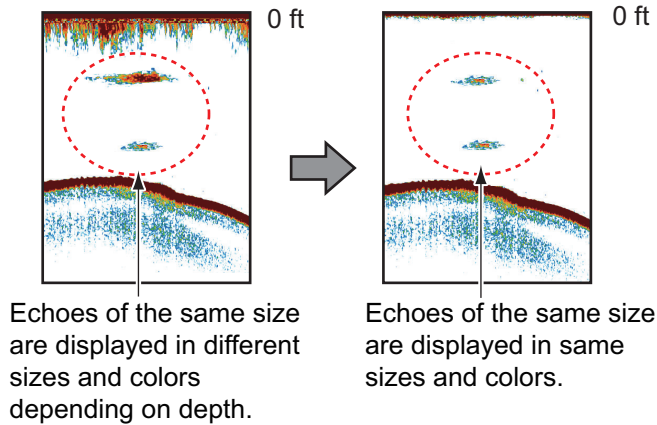 0 ft
0 ft
Echoes of the same size
are displayed in different
sizes and colors
depending on depth.
Echoes of the same size
are displayed in same
sizes and colors.